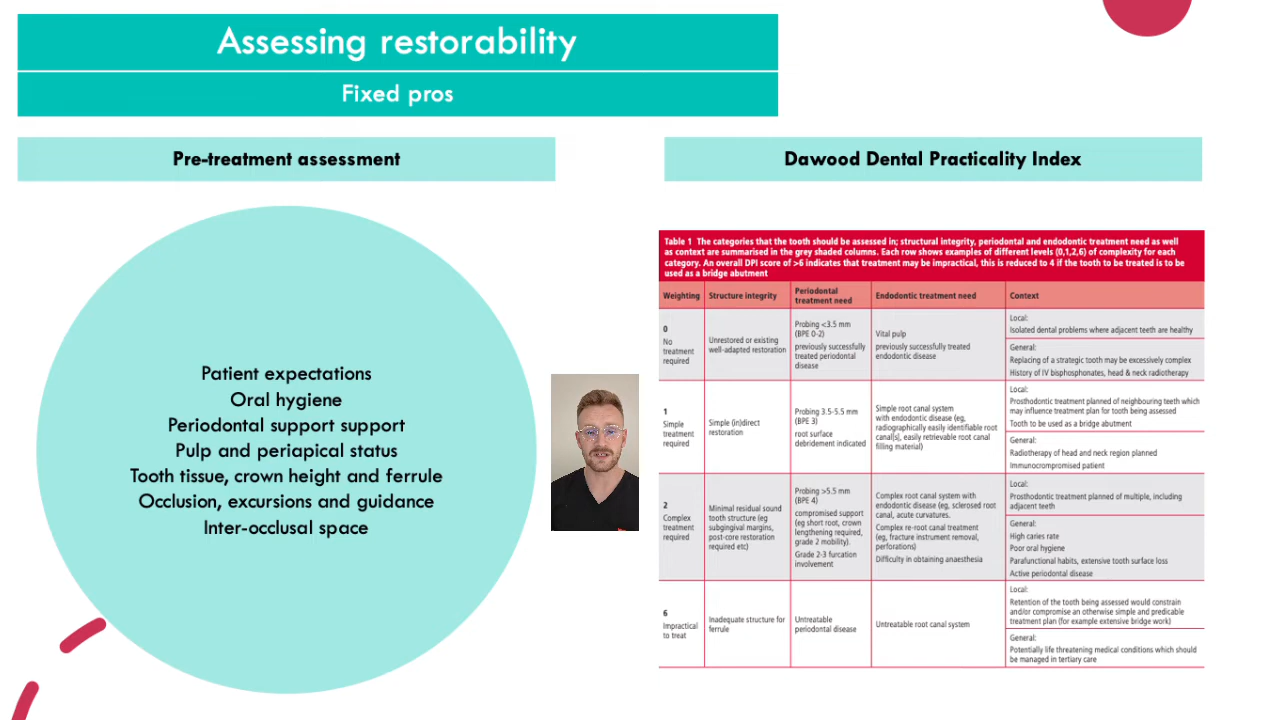 Assessing restorability
Fixed pros
Pre-treatment assessment
Patient expectations
Oral hygiene
Periodontal support support
Pulp and periapical status
Tooth tissue, crown height and ferrule
Occlusion, excursions and guidance
Inter-occlusal space
Dawood Dental Practicality Index
Table 1 The categories that the tooth should be assessed in; structural integrity, periodontal and endodontic treatment need as well
as context are summarised in the grey shaded columns. Each row shows examples of different levels (0,1,2,6) of complexity for each
category. An overall DPI score of >6 indicates that treatment may be impractical, this is reduced to 4 if the tooth to be treated is to be
used as a bridge abutment
Weighting
Structure integrity
Periodontal
treatment need
Endodontic treatment need
Context
0
No
treatment
required
Unrestored or existing
well-adapted restoration
Probing <3.5 mm
(BPE 0-2)
previously successfully
treated periodontal
disease
Vital pulp
previously successfully treated
endodontic disease
Local:
Isolated dental problems where adjacent teeth are healthy
General:
Replacing of a strategic tooth may be excessively complex
History of IV bisphosphonates, head & neck radiotherapy
1
Simple
treatment
required
Simple (in)direct
restoration
Probing 3.5-5.5 mm
(BPE 3)
root surface
debridement indicated
Simple root canal system
with endodontic disease (eg,
radiographically easily identifiable root
canal[s], easily retrievable root canal
filling material)
Local:
Prosthodontic treatment planned of neighbouring teeth which
may influence treatment plan for tooth being assessed
Tooth to be used as a bridge abutment
General:
Radiotherapy of head and neck region planned
Immunocrompromised patient
2
Complex
treatment
required
Minimal residual sound
tooth structure (eg
subgingival margins,
post-core restoration
required etc)
Probing >5.5 mm
(BPE 4)
compromised support
(eg short root, crown
lengthening required,
grade 2 mobility).
Grade 2-3 furcation
involvement
Complex root canal system with
endodontic disease (eg, sclerosed root
canal, acute curvatures.
Complex re-root canal treatment
(eg, fracture instrument removal,
perforations)
Difficulty in obtaining anaesthesia
Local:
Prosthodontic treatment planned of multiple, including
adjacent teeth
General:
High caries rate
Poor oral hygiene
Parafunctional habits, extensive tooth surface loss
Active periodontal disease
6
Impractical
to treat
Inadequate structure for
ferrule
Untreatable
periodontal disease
Untreatable root canal system
Local:
Retention of the tooth being assessed would constrain
and/or compromise an otherwise simple and predicable
treatment plan (for example extensive bridge work)
General:
Potentially life threatening medical conditions which should
be managed in tertiary care